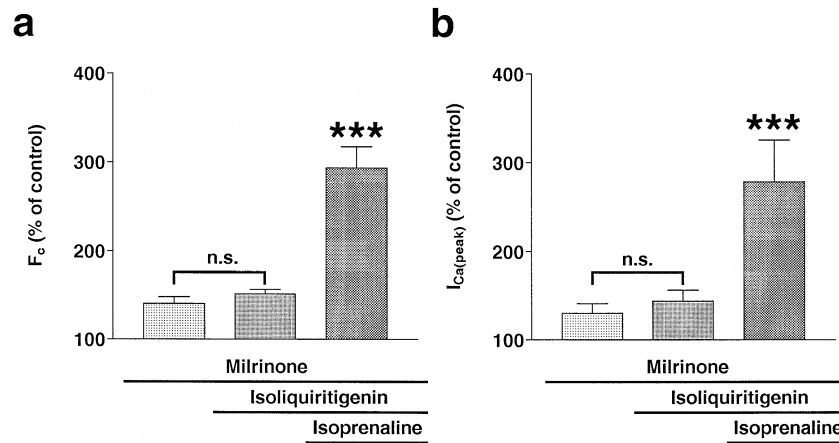 a
b
400
300
200
100
Fc (% of control)
n.s.
***
Milrinone
Isoliquiritigenin
Isoprenaline
400
300
200
100
ICa(peak) (% of control)
n.s.
***
Milrinone
Isoliquiritigenin
Isoprenaline